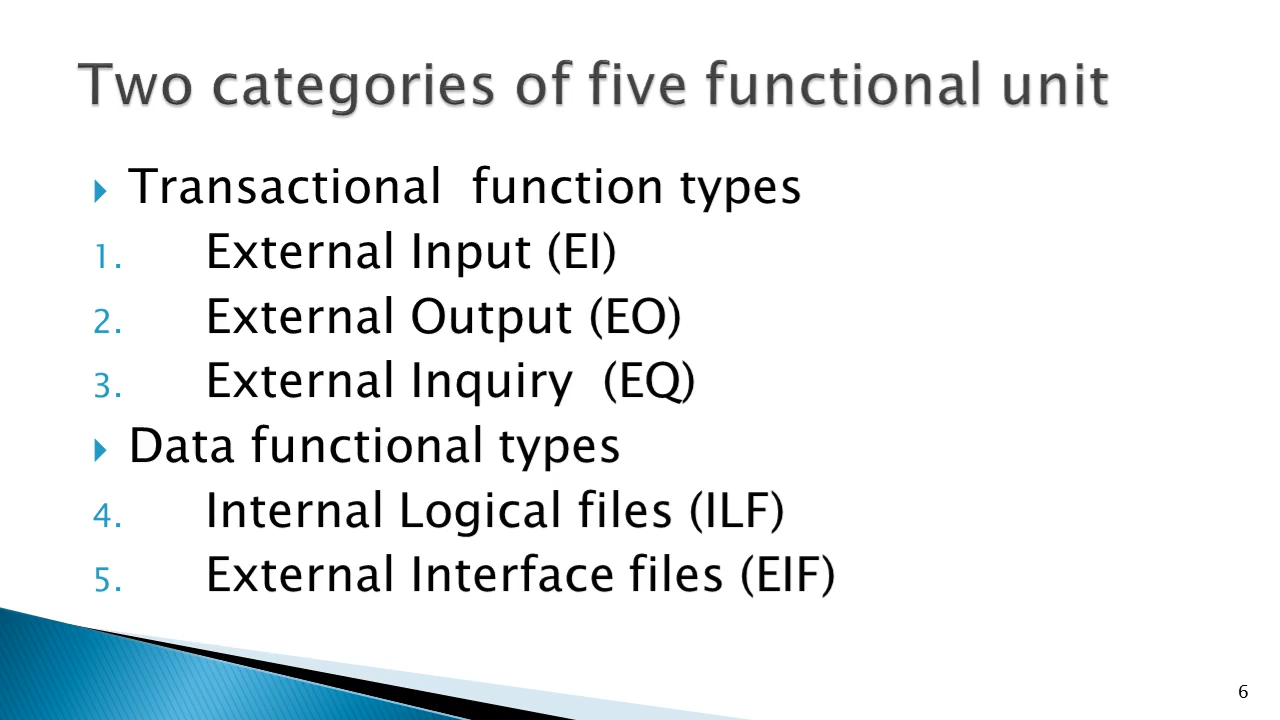 Two categories of five functional unit
Transactional  function types
1. External Input (EI)
2. External Output (EO)
3. External Inquiry  (EQ)
Data functional types
4. Internal Logical files (ILF)
5. External Interface files (EIF)
6